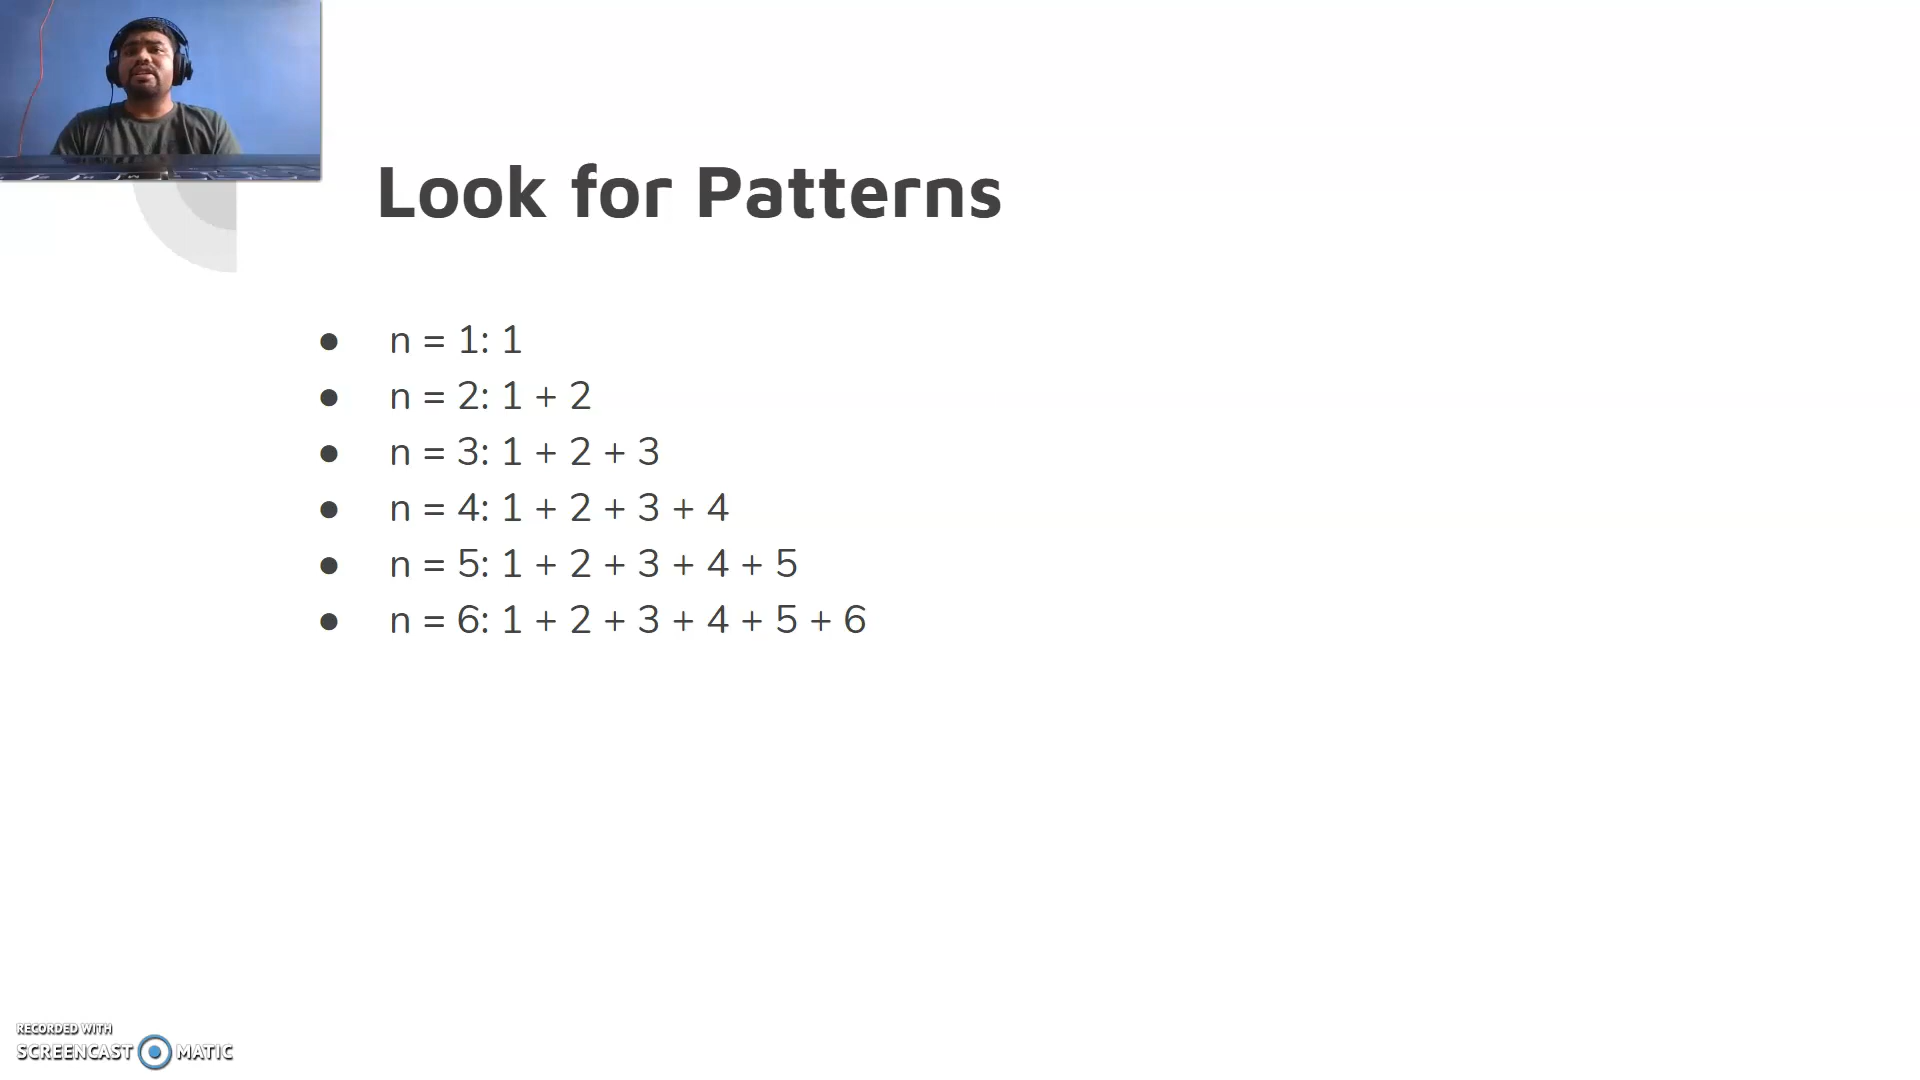 Look for Patterns
● n = 1: 1
● n = 2: 1 + 2
● n = 3: 1 + 2 + 3
● n = 4: 1 + 2 + 3 + 4
● n = 5: 1 + 2 + 3 + 4 + 5
● n = 6: 1 + 2 + 3 + 4 + 5 + 6
RECORDED WITH
SCREENCAST MATIC